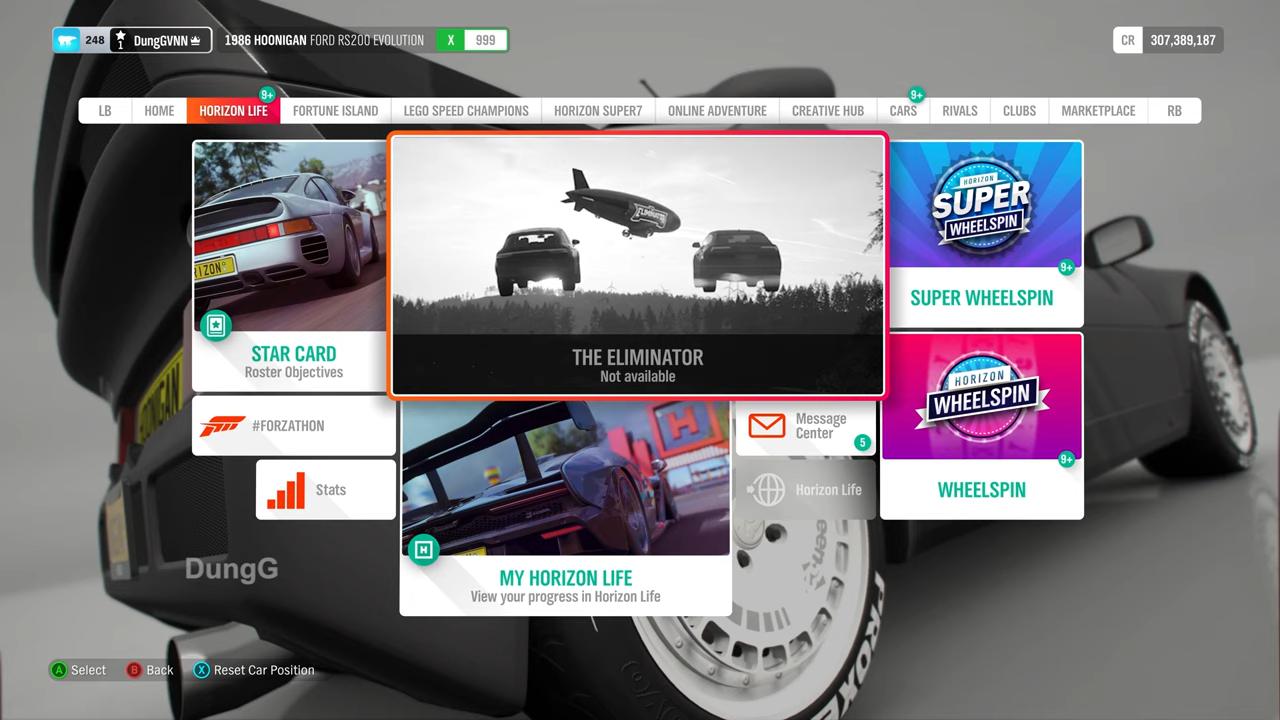 248
1
DungGVNN
1986 HOONIGAN FORD RS200 EVOLUTION
X
999
CR
307,369,187
9+
9+
LB
HOME
HORIZON LIFE
FORTUNE ISLAND
LEGO SPEED CHAMPIONS
HORIZON SUPER7
ONLINE ADVENTURE
CREATIVE HUB
CARS
RIVALS
CLUBS
MARKETPLACE
RB
STAR CARD
Roster Objectives
ELIMINATOR
THE ELIMINATOR
Not available
HORIZON
SUPER
WHEELSPIN
9+
SUPER WHEELSPIN
#FORZATHON
Stats
Message
Center
5
Horizon Life
HORIZON
WHEELSPIN
9+
WHEELSPIN
H
H
MY HORIZON LIFE
View your progress in Horizon Life
HOONIGAN
DungG
A Select
B Back
X Reset Car Position